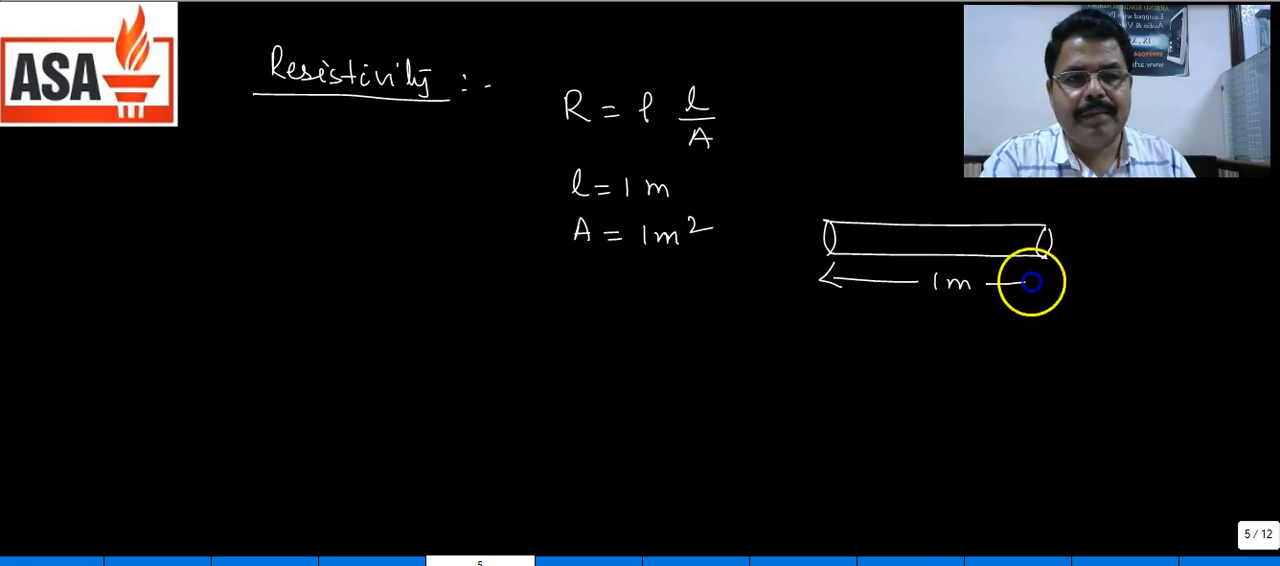 ASA
Resistivity :-
R = ρ l/A
l = 1 m
A = 1 m²
1 m
5 / 12
5